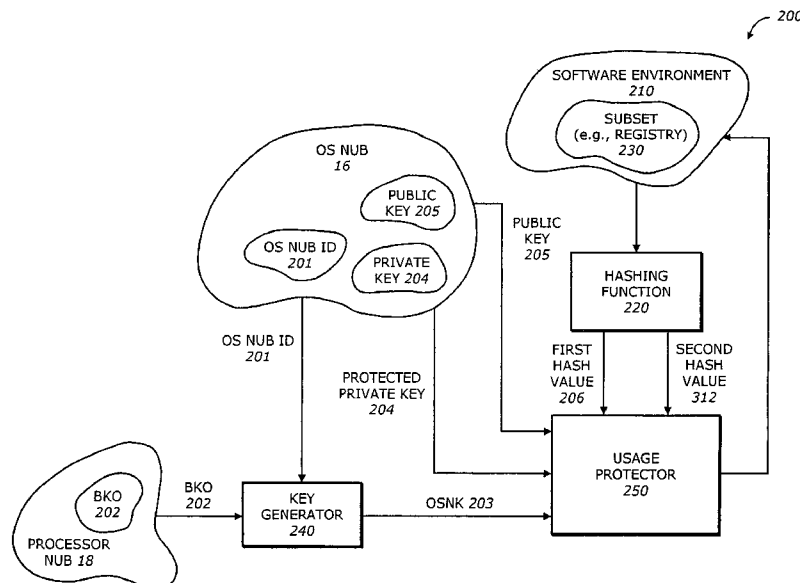 200
SOFTWARE ENVIRONMENT
210
SUBSET
(e.g., REGISTRY)
230
OS NUB
16
PUBLIC
KEY 205
OS NUB ID
201
PRIVATE
KEY 204
PUBLIC
KEY
205
HASHING
FUNCTION
220
OS NUB ID
201
PROTECTED
PRIVATE KEY
204
FIRST
HASH
VALUE
206
SECOND
HASH
VALUE
312
BKO
202
PROCESSOR
NUB 18
BKO
202
KEY
GENERATOR
240
OSNK 203
USAGE
PROTECTOR
250